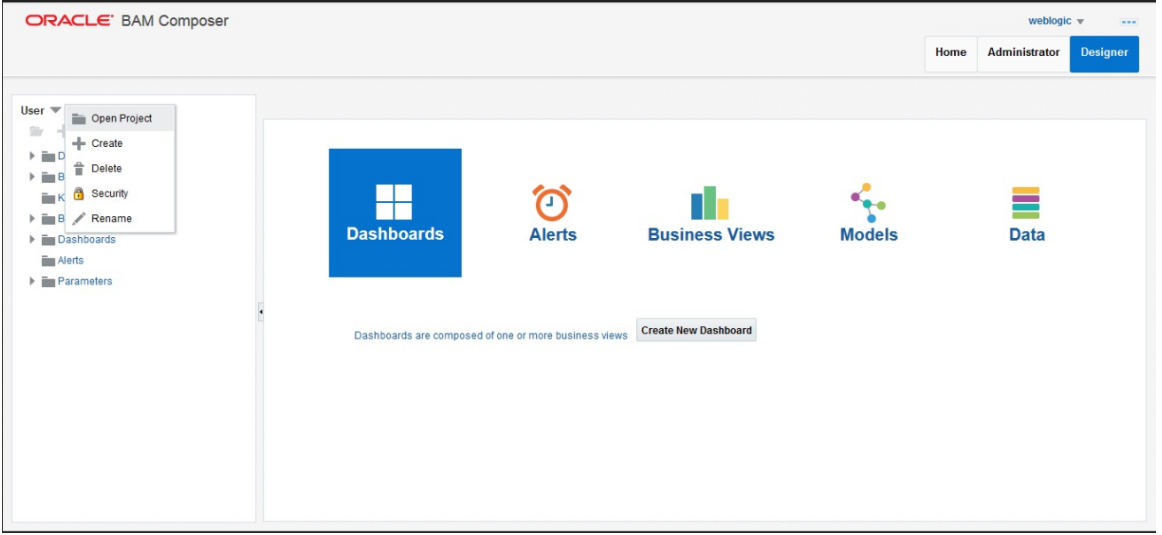 ORACLE® BAM Composer
weblogic
Home Administrator Designer
User
Open Project
Create
D
Delete
B
K
Security
B
Rename
Dashboards
Alerts
Parameters
Dashboards Alerts Business Views Models Data
Dashboards are composed of one or more business views Create New Dashboard